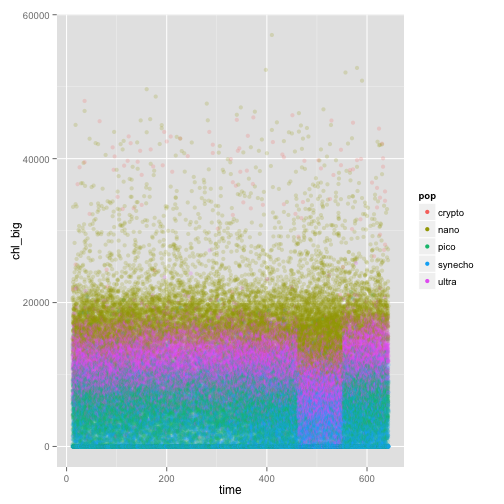 60000
40000
20000
0
chl_big
0
200
400
600
time
pop
crypto
nano
pico
synecho
ultra